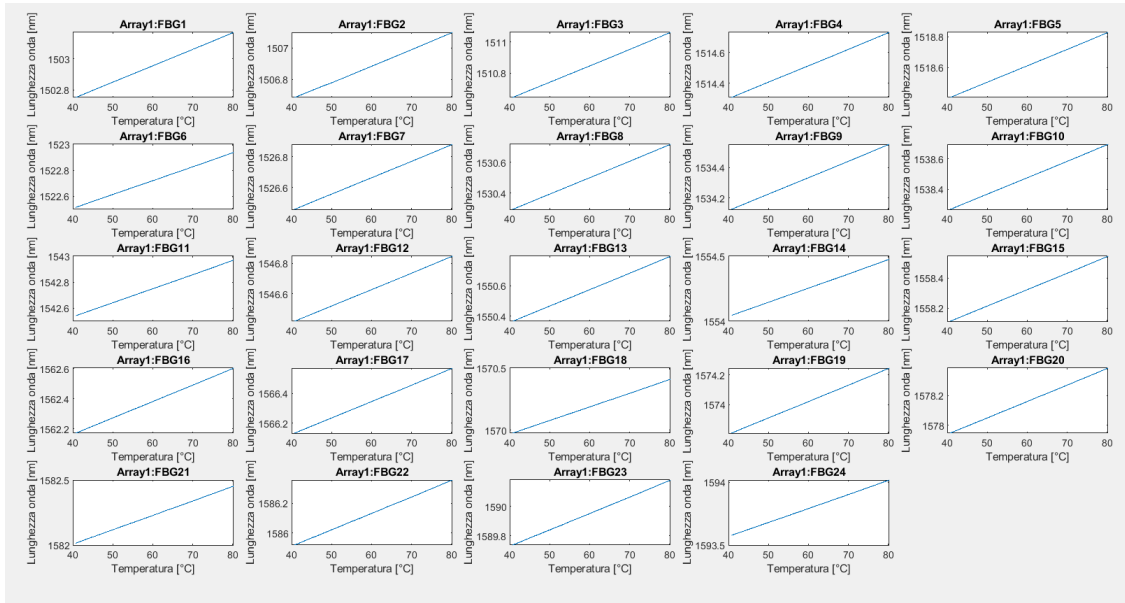 Array1:FBG1 Array1:FBG2 Array1:FBG3 Array1:FBG4 Array1:FBG5
Lunghezza onda [nm] Lunghezza onda [nm] Lunghezza onda [nm] Lunghezza onda [nm] Lunghezza onda [nm]
1503 1507 1511 1514.6 1518.8
1502.8 1506.8 1510.8 1514.4 1518.6
40 50 60 70 80 40 50 60 70 80 40 50 60 70 80 40 50 60 70 80 40 50 60 70 80
Temperatura [°C] Temperatura [°C] Temperatura [°C] Temperatura [°C] Temperatura [°C]
Array1:FBG6 Array1:FBG7 Array1:FBG8 Array1:FBG9 Array1:FBG10
Lunghezza onda [nm] Lunghezza onda [nm] Lunghezza onda [nm] Lunghezza onda [nm] Lunghezza onda [nm]
1523
1522.8 1526.8 1530.6 1534.4 1538.6
1522.6 1526.6 1530.4 1534.2 1538.4
40 50 60 70 80 40 50 60 70 80 40 50 60 70 80 40 50 60 70 80 40 50 60 70 80
Temperatura [°C] Temperatura [°C] Temperatura [°C] Temperatura [°C] Temperatura [°C]
Array1:FBG11 Array1:FBG12 Array1:FBG13 Array1:FBG14 Array1:FBG15
Lunghezza onda [nm] Lunghezza onda [nm] Lunghezza onda [nm] Lunghezza onda [nm] Lunghezza onda [nm]
1543 1546.8 1554.5
1542.8 1550.6 1558.4
1542.6 1546.6 1550.4 1554 1558.2
40 50 60 70 80 40 50 60 70 80 40 50 60 70 80 40 50 60 70 80 40 50 60 70 80
Temperatura [°C] Temperatura [°C] Temperatura [°C] Temperatura [°C] Temperatura [°C]
Array1:FBG16 Array1:FBG17 Array1:FBG18 Array1:FBG19 Array1:FBG20
Lunghezza onda [nm] Lunghezza onda [nm] Lunghezza onda [nm] Lunghezza onda [nm] Lunghezza onda [nm]
1562.6 1570.5 1574.2
1562.4 1566.4 1574 1578.2
1562.2 1566.2 1570 1578
40 50 60 70 80 40 50 60 70 80 40 50 60 70 80 40 50 60 70 80 40 50 60 70 80
Temperatura [°C] Temperatura [°C] Temperatura [°C] Temperatura [°C] Temperatura [°C]
Array1:FBG21 Array1:FBG22 Array1:FBG23 Array1:FBG24
Lunghezza onda [nm] Lunghezza onda [nm] Lunghezza onda [nm] Lunghezza onda [nm]
1582.5 1586.2 1590 1594
1582 1586 1589.8 1593.5
40 50 60 70 80 40 50 60 70 80 40 50 60 70 80 40 50 60 70 80
Temperatura [°C] Temperatura [°C] Temperatura [°C] Temperatura [°C]